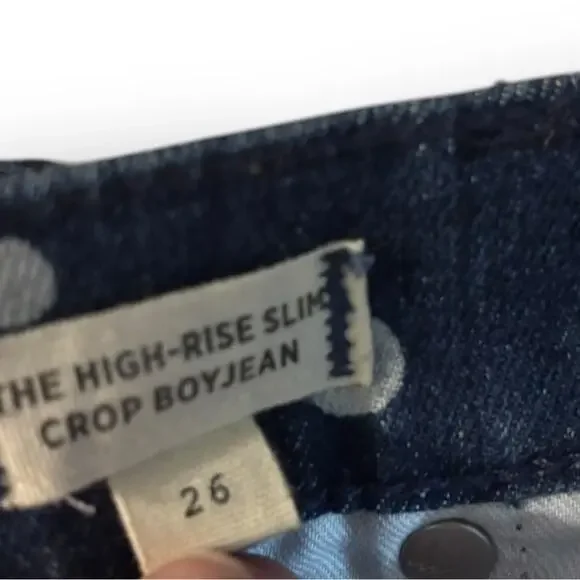 THE HIGH-RISE SLIM
CROP BOYJEAN
26